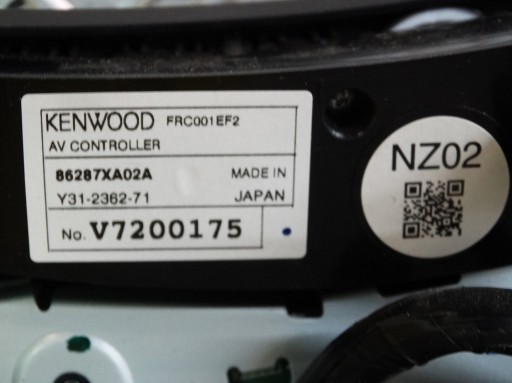 KENWOOD FRC001EF2
AV CONTROLLER
86287XA02A MADE IN
Y31-2362-71 JAPAN
No. V7200175
NZ02